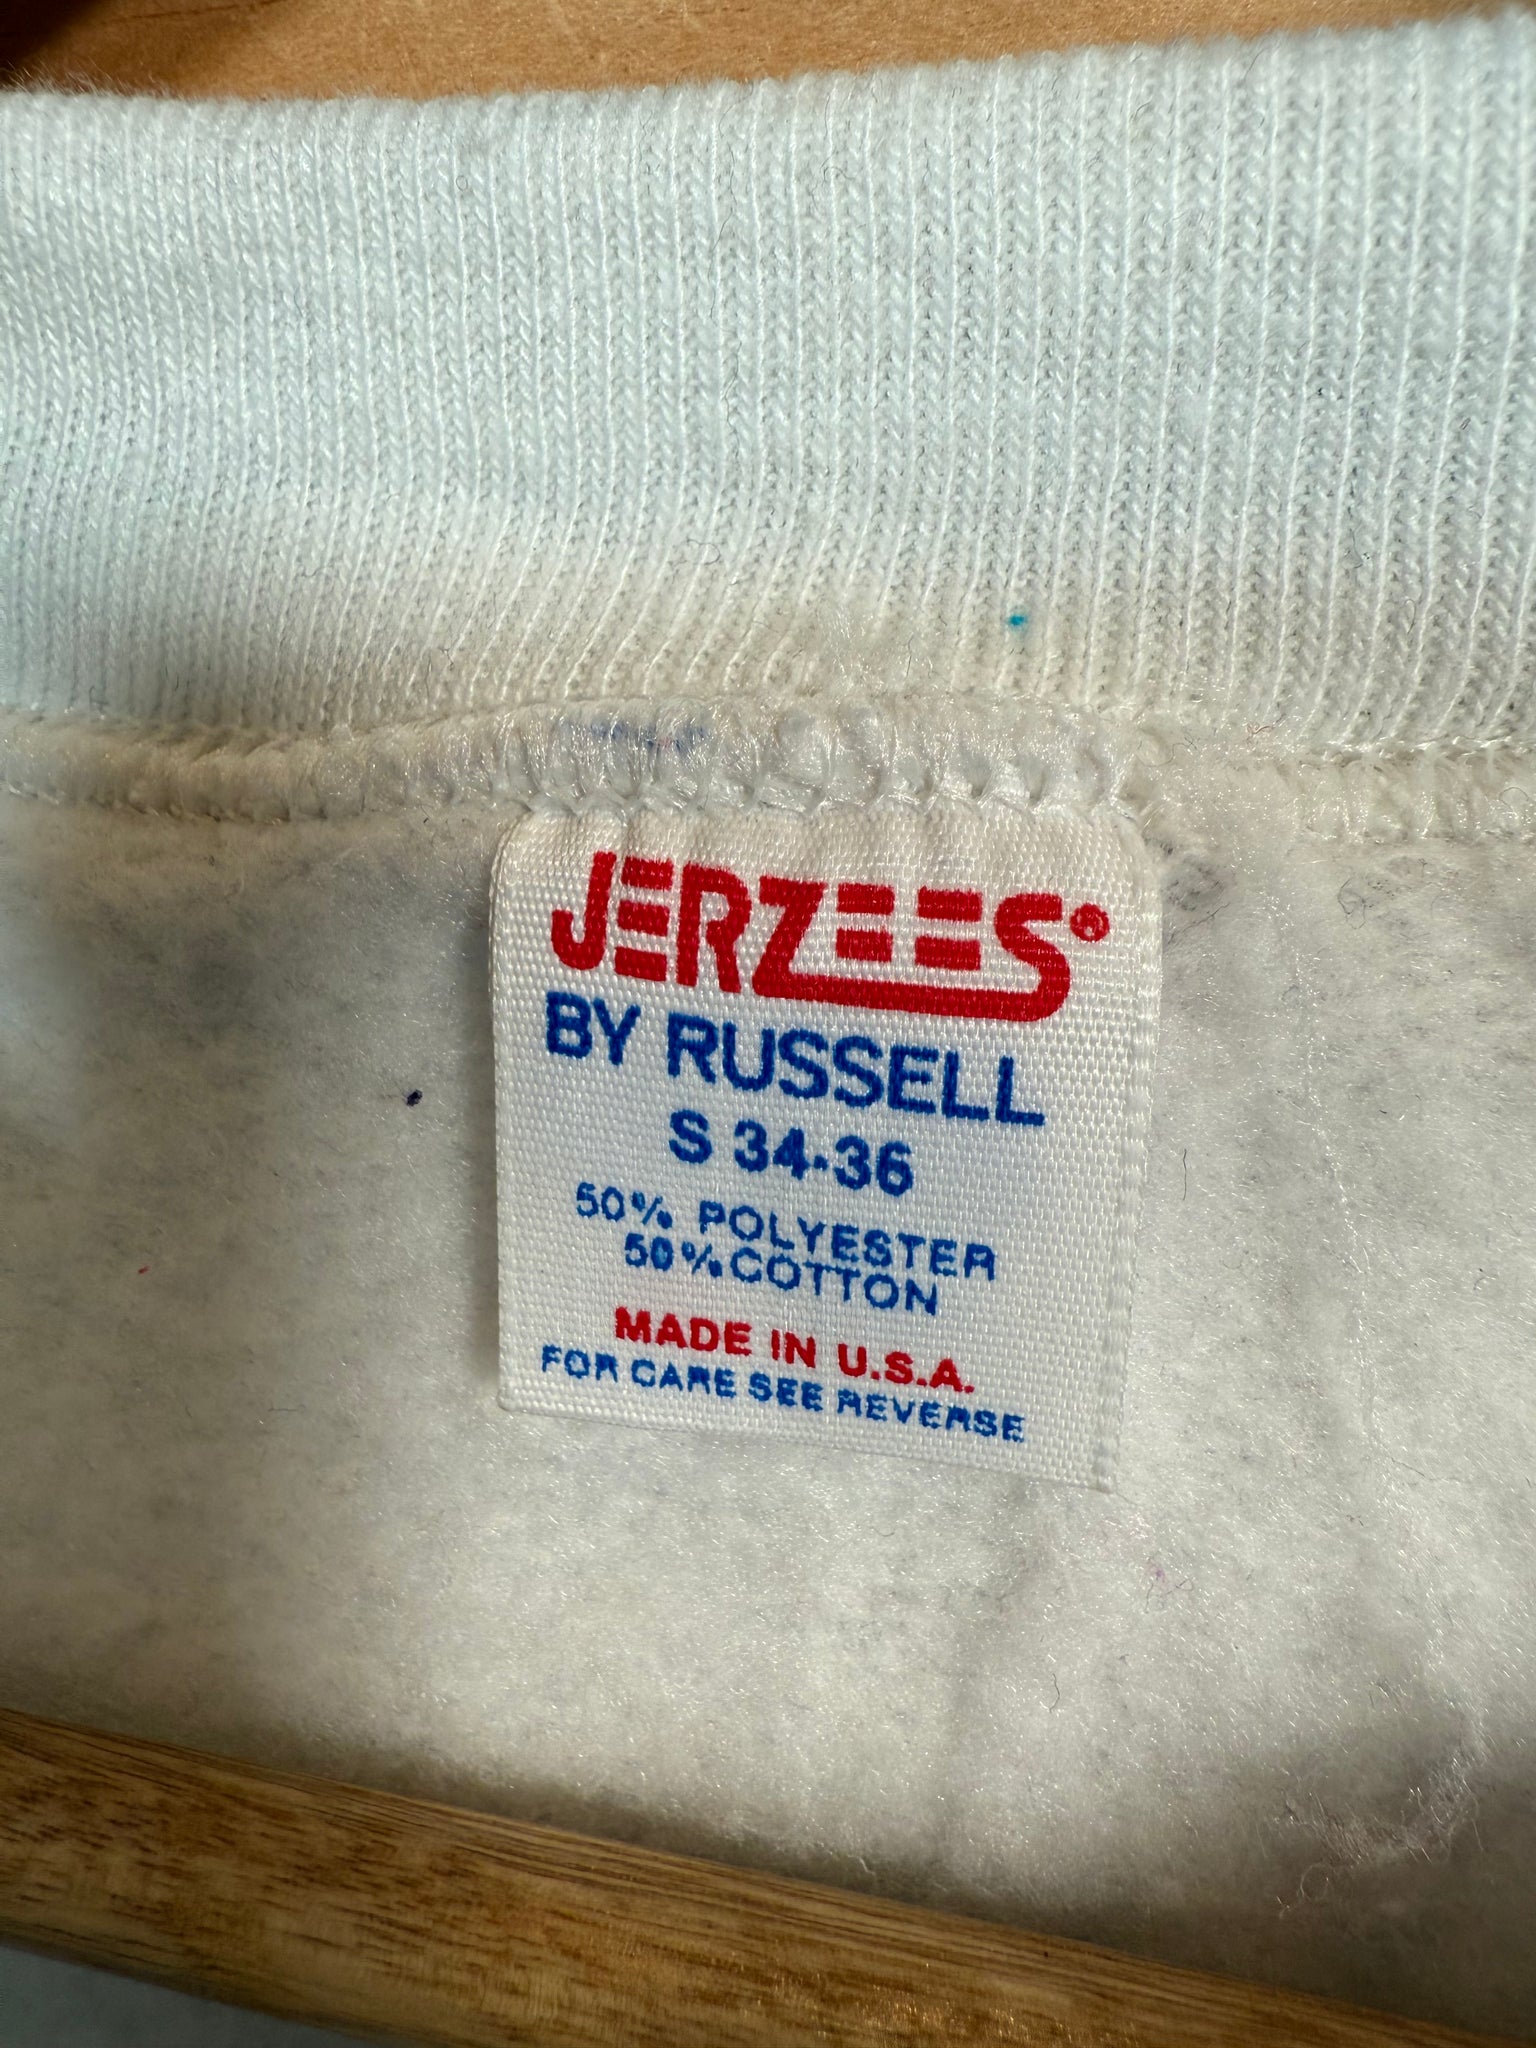 JERZEES®
BY RUSSELL
S 34-36
50% POLYESTER
50% COTTON
MADE IN U.S.A.
FOR CARE SEE REVERSE